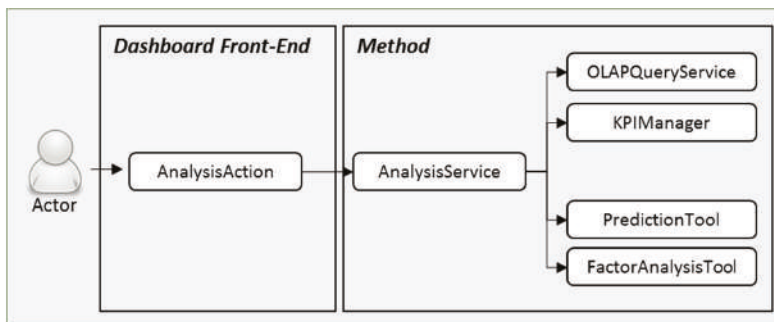 Dashboard Front-End
Method
OLAPQueryService
KPIManager
AnalysisAction
AnalysisService
Actor
PredictionTool
FactorAnalysisTool